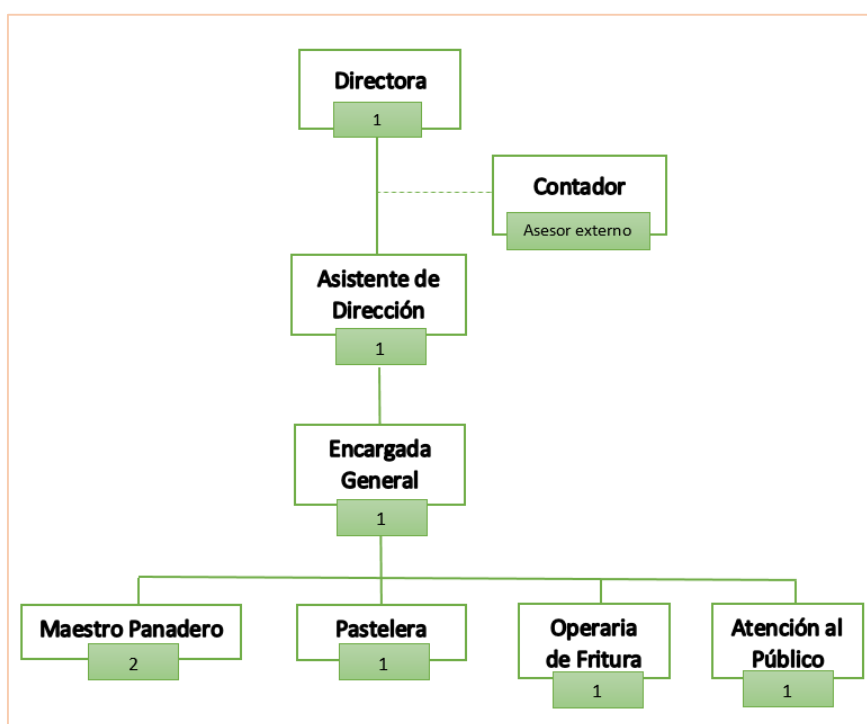 Directora
1
Contador
Asesor externo
Asistente de
Dirección
1
Encargada
General
1
Maestro Panadero
2
Pastelera
1
Operaria
de Fritura
1
Atención al
Público
1